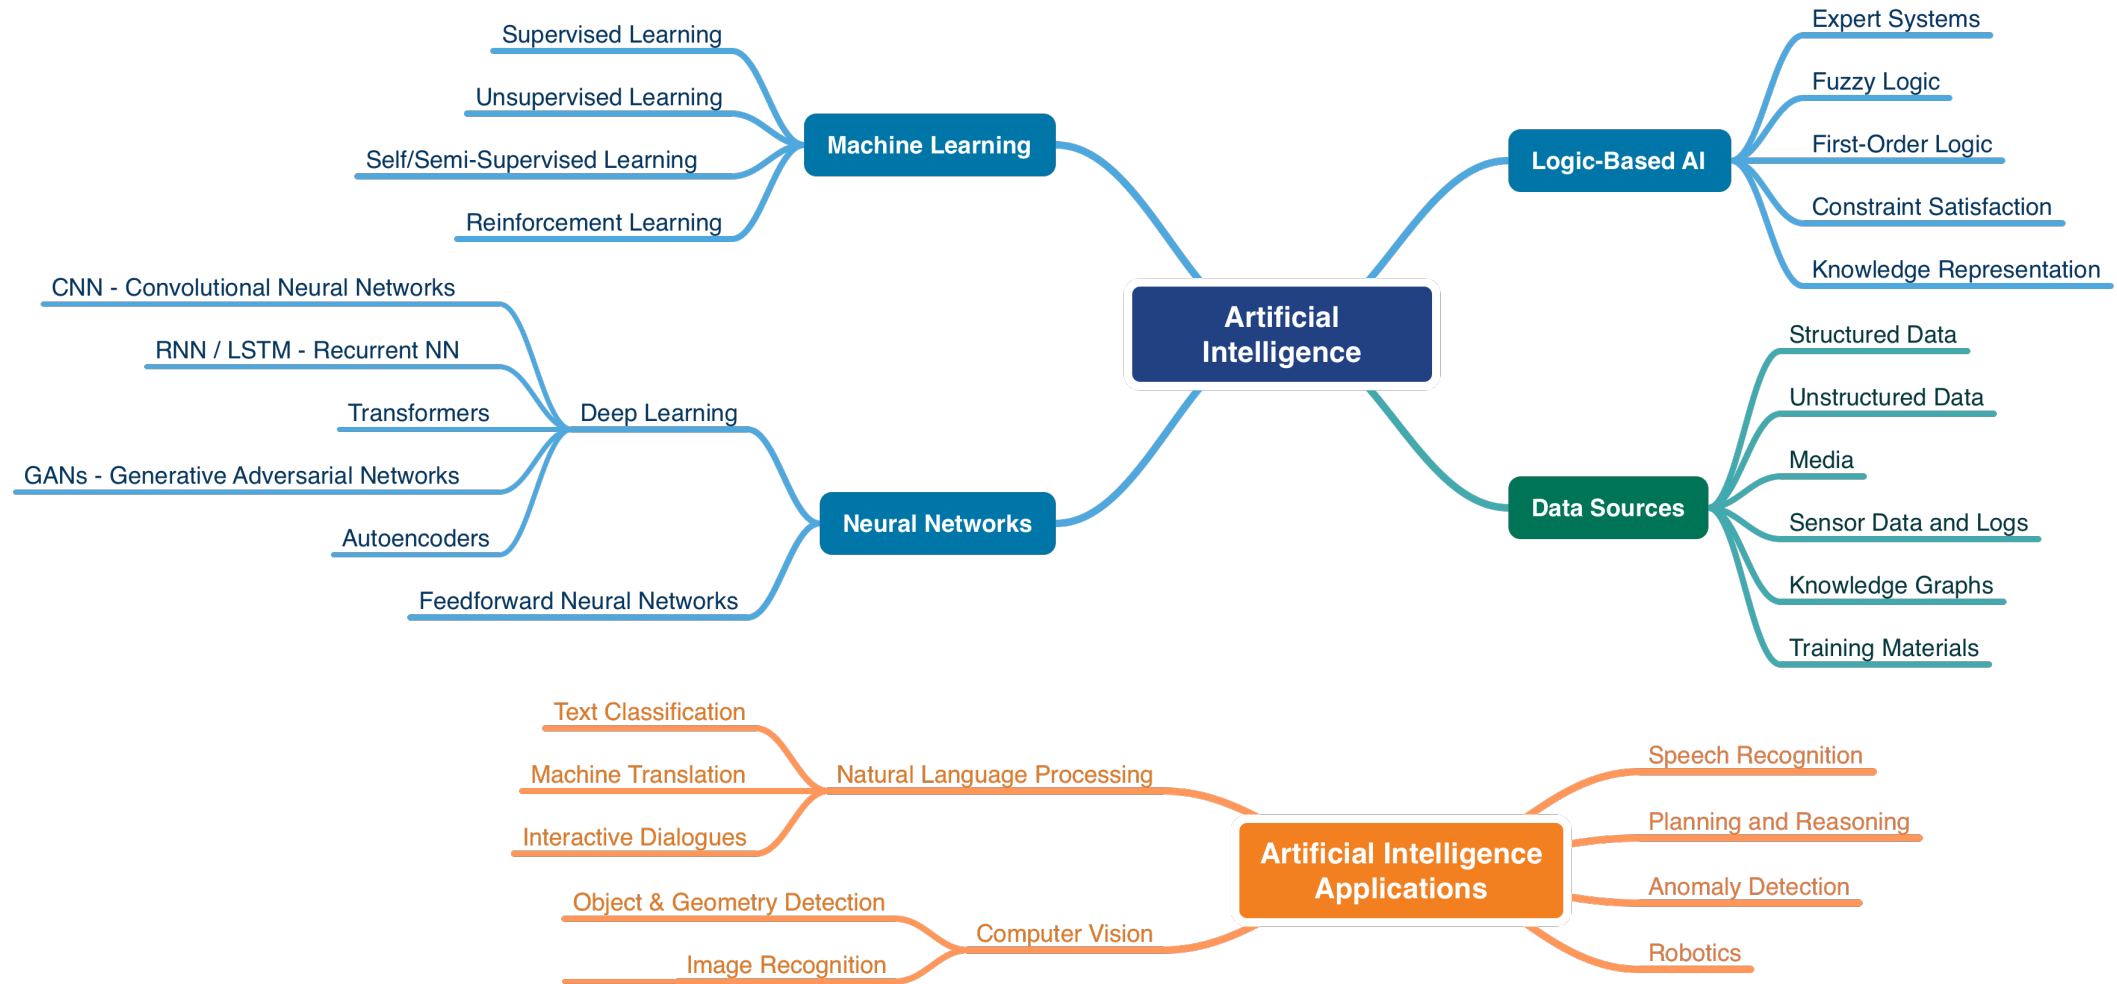 Supervised Learning
Unsupervised Learning
Self/Semi-Supervised Learning
Reinforcement Learning
Machine Learning
CNN - Convolutional Neural Networks
RNN / LSTM - Recurrent NN
Transformers
GANs - Generative Adversarial Networks
Autoencoders
Deep Learning
Feedforward Neural Networks
Neural Networks
Artificial
Intelligence
Logic-Based AI
Expert Systems
Fuzzy Logic
First-Order Logic
Constraint Satisfaction
Knowledge Representation
Data Sources
Structured Data
Unstructured Data
Media
Sensor Data and Logs
Knowledge Graphs
Training Materials
Text Classification
Machine Translation
Interactive Dialogues
Natural Language Processing
Object & Geometry Detection
Image Recognition
Computer Vision
Artificial Intelligence
Applications
Speech Recognition
Planning and Reasoning
Anomaly Detection
Robotics